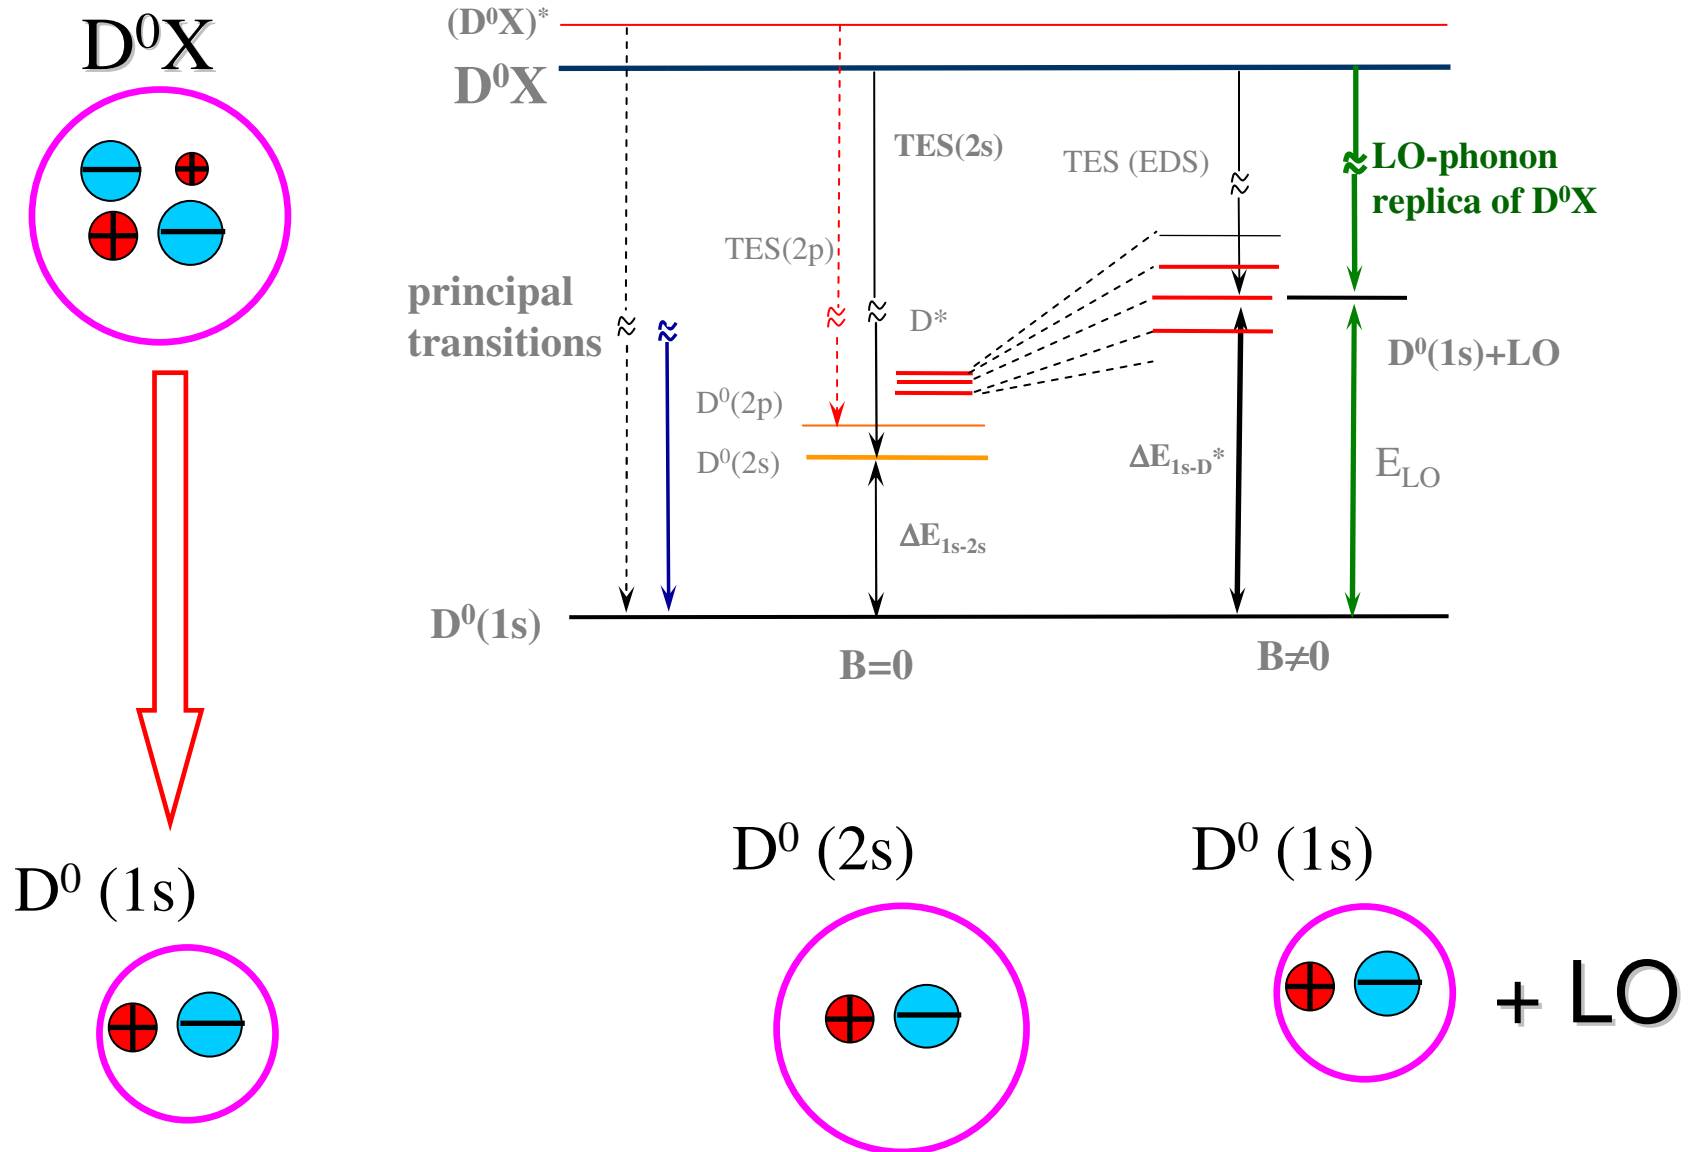 D⁰X
(D⁰X)*
D⁰X
TES(2s)
TES (EDS)
LO-phonon
replica of D⁰X
TES(2p)
principal
transitions
D*
D⁰(1s)+LO
D⁰(2p)
D⁰(2s)
ΔE1s-D*
ELO
ΔE1s-2s
D⁰(1s)
B=0
B≠0
D⁰ (1s)
D⁰ (2s)
D⁰ (1s)
+ LO